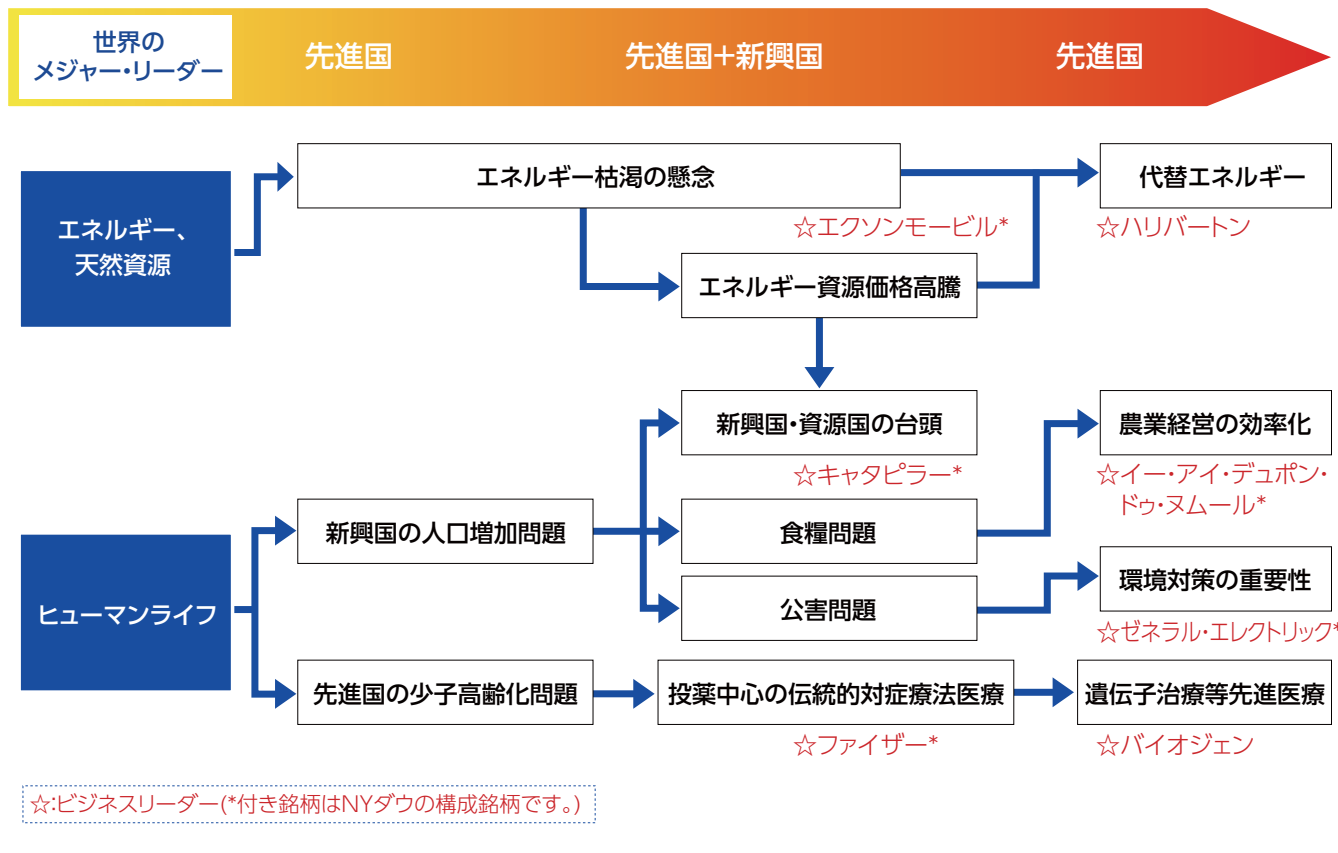 世界の
メジャー・リーダー
先進国
先進国+新興国
先進国
エネルギー、
天然資源
エネルギー枯渇の懸念
☆エクソンモービル*
代替エネルギー
☆ハリバートン
エネルギー資源価格高騰
ヒューマンライフ
新興国の人口増加問題
新興国・資源国の台頭
☆キャタピラー*
農業経営の効率化
☆イー・アイ・デュポン・
ドゥ・ヌムール*
食糧問題
公害問題
環境対策の重要性
☆ゼネラル・エレクトリック*
先進国の少子高齢化問題
投薬中心の伝統的対症療法医療
☆ファイザー*
遺伝子治療等先進医療
☆バイオジェン
☆:ビジネスリーダー(*付き銘柄はNYダウの構成銘柄です。)